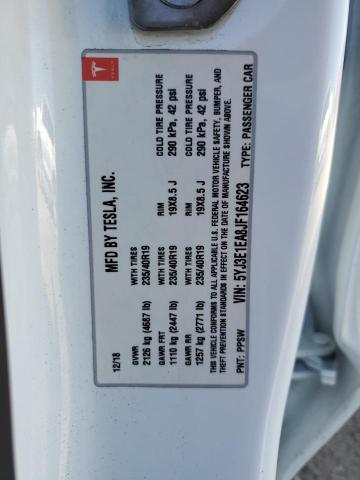 TESLA
MFD BY TESLA, INC.
12/18
GVWR WITH TIRES RIM COLD TIRE PRESSURE
2126 kg (4687 lb) 235/40R19 19X8.5 J 290 kPa, 42 psi
GAWR FRT WITH TIRES RIM COLD TIRE PRESSURE
1110 kg (2447 lb) 235/40R19 19X8.5 J 290 kPa, 42 psi
GAWR RR WITH TIRES RIM COLD TIRE PRESSURE
1257 kg (2771 lb) 235/40R19 19X8.5 J 290 kPa, 42 psi
THIS VEHICLE CONFORMS TO ALL APPLICABLE U.S. FEDERAL MOTOR VEHICLE SAFETY, BUMPER, AND
THEFT PREVENTION STANDARDS IN EFFECT ON THE DATE OF MANUFACTURE SHOWN ABOVE.
VIN: 5YJ3E1EA8JF164623 TYPE: PASSENGER CAR
PNT: PPSW